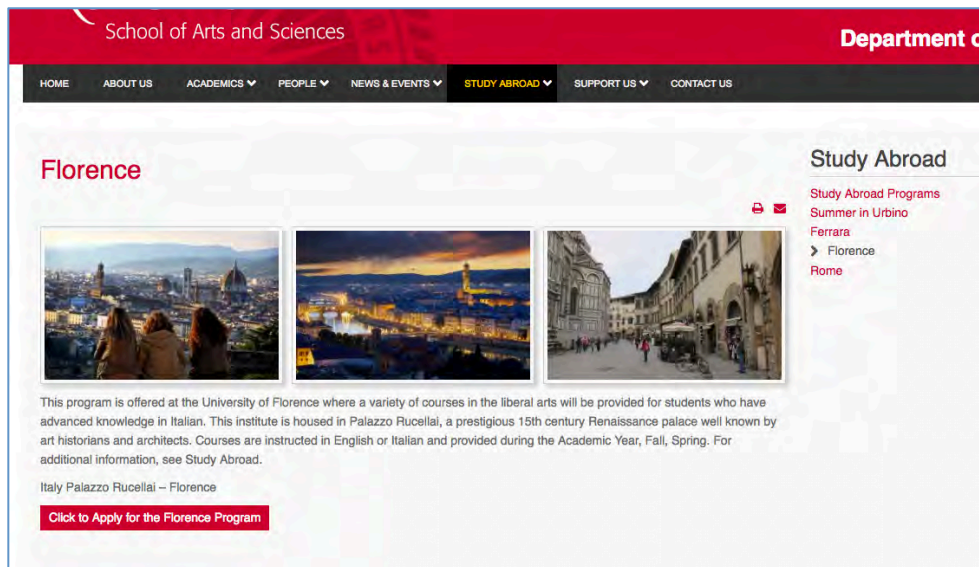 School of Arts and Sciences
Department o
HOME ABOUT US ACADEMICS PEOPLE NEWS & EVENTS STUDY ABROAD SUPPORT US CONTACT US
Florence
This program is offered at the University of Florence where a variety of courses in the liberal arts will be provided for students who have
advanced knowledge in Italian. This institute is housed in Palazzo Rucellai, a prestigious 15th century Renaissance palace well known by
art historians and architects. Courses are instructed in English or Italian and provided during the Academic Year, Fall, Spring. For
additional information, see Study Abroad.
Italy Palazzo Rucellai – Florence
Click to Apply for the Florence Program
Study Abroad
Study Abroad Programs
Summer in Urbino
Ferrara
Florence
Rome